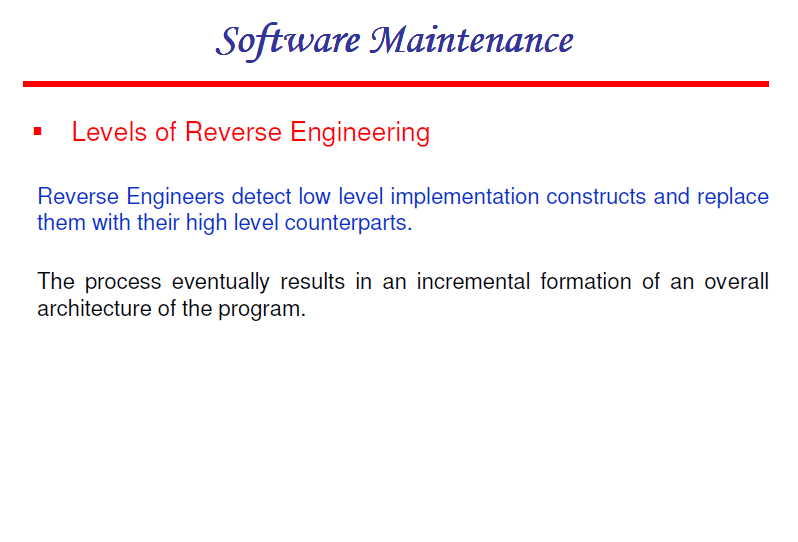 Software Maintenance
▪ Levels of Reverse Engineering
Reverse Engineers detect low level implementation constructs and replace
them with their high level counterparts.
The process eventually results in an incremental formation of an overall
architecture of the program.